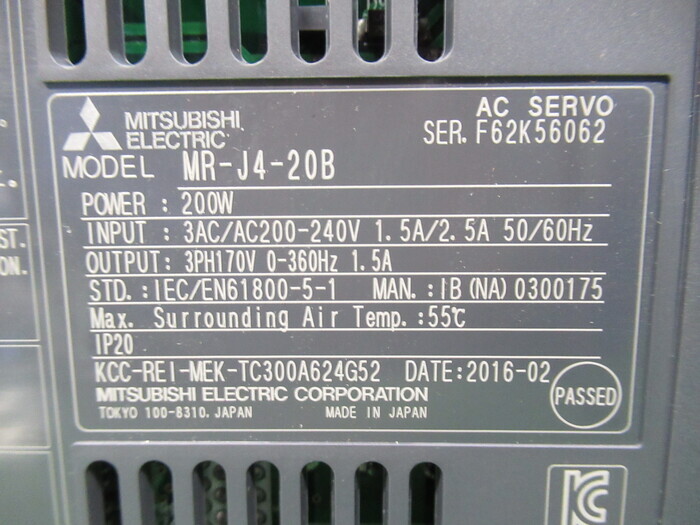 MITSUBISHI
ELECTRIC
AC SERVO
SER. F62K56062
MODEL MR-J4-20B
POWER : 200W
INPUT : 3AC/AC200-240V 1.5A/2.5A 50/60Hz
OUTPUT: 3PH170V 0-360Hz 1.5A
STD.: IEC/EN61800-5-1 MAN.: IB(NA)0300175
Max. Surrounding Air Temp.:55℃
IP20
KCC-REI-MEK-TC300A624G52 DATE:2016-02
MITSUBISHI ELECTRIC CORPORATION
TOKYO 100-8310, JAPAN MADE IN JAPAN
PASSED
ST.
ON.